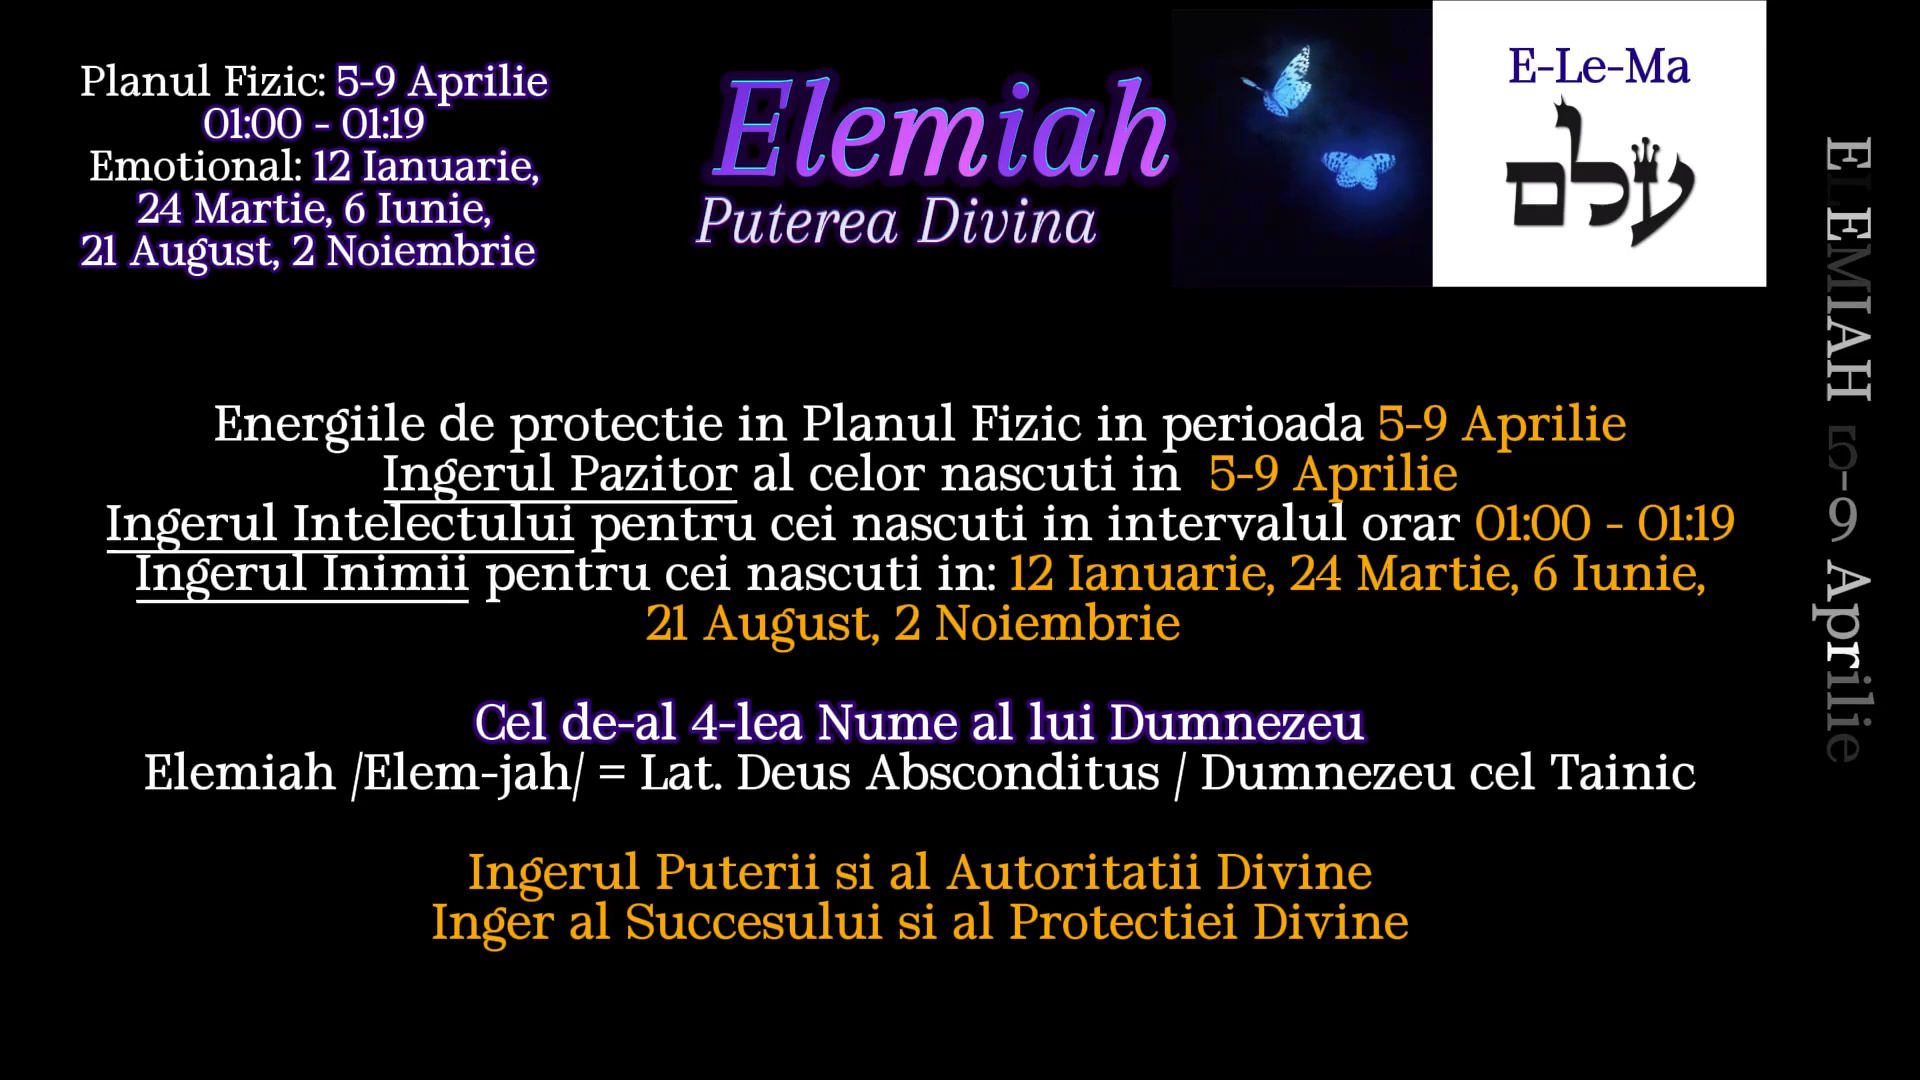 Planul Fizic: 5-9 Aprilie
01:00 - 01:19
Emotional: 12 Ianuarie,
24 Martie, 6 Iunie,
21 August, 2 Noiembrie
Elemiah
Puterea Divina
E-Le-Ma
עלם
ELEMIAH 5-9 Aprilie
Energiile de protectie in Planul Fizic in perioada 5-9 Aprilie
Ingerul Pazitor al celor nascuti in 5-9 Aprilie
Ingerul Intelectului pentru cei nascuti in intervalul orar 01:00 - 01:19
Ingerul Inimii pentru cei nascuti in: 12 Ianuarie, 24 Martie, 6 Iunie,
21 August, 2 Noiembrie
Cel de-al 4-lea Nume al lui Dumnezeu
Elemiah /Elem-jah/ = Lat. Deus Absconditus / Dumnezeu cel Tainic
Ingerul Puterii si al Autoritatii Divine
Inger al Succesului si al Protectiei Divine